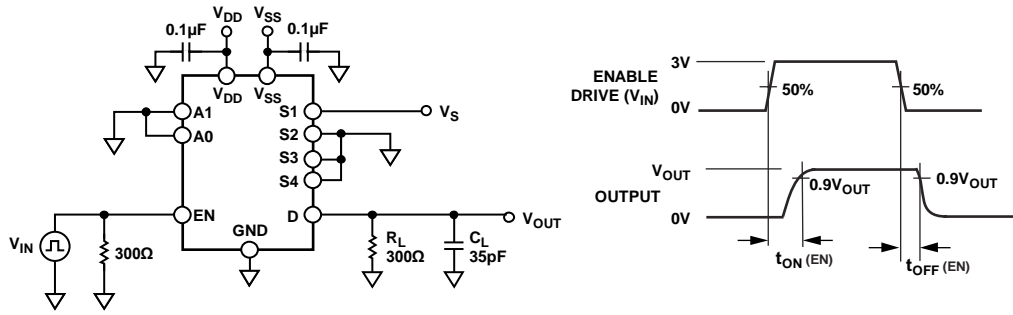 VDD
VSS
0.1µF
0.1µF
VDD
VSS
A1
A0
S1
VS
S2
S3
S4
EN
D
VOUT
GND
VIN
300Ω
RL
300Ω
CL
35pF
3V
ENABLE
DRIVE (VIN)
50%
50%
0V
VOUT
0.9VOUT
0.9VOUT
OUTPUT
0V
tON (EN)
tOFF (EN)